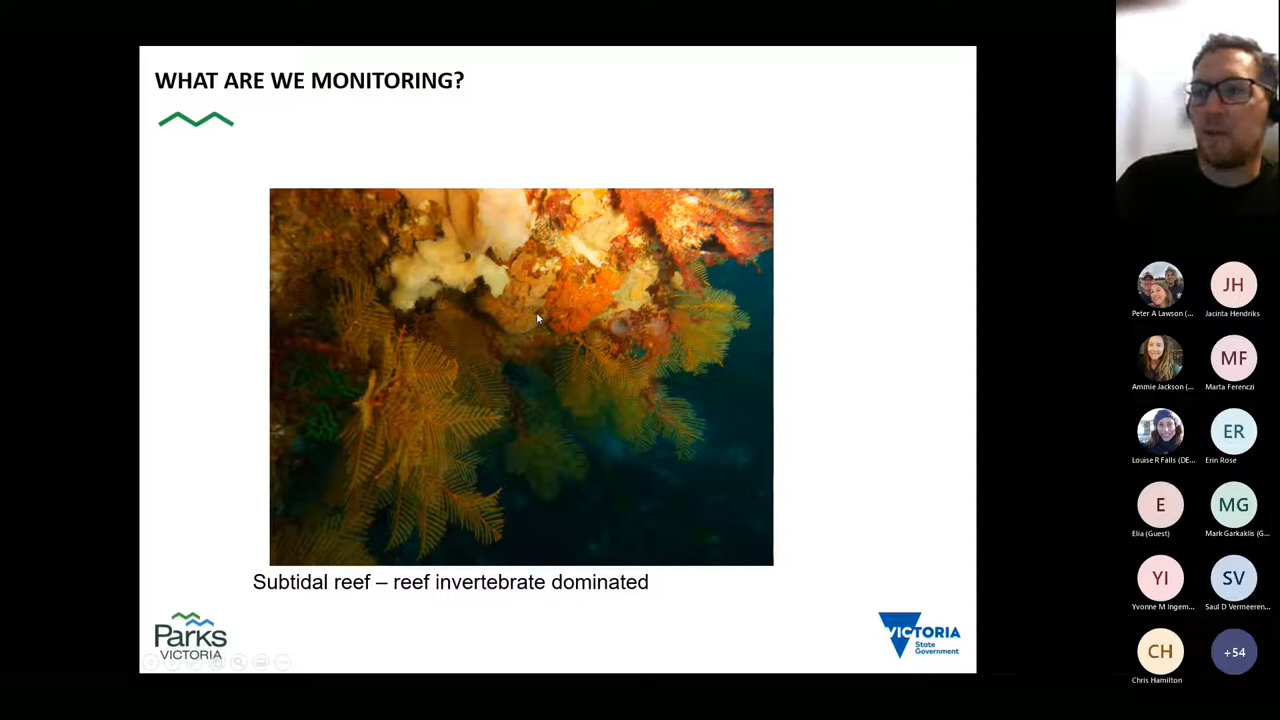 WHAT ARE WE MONITORING?
Subtidal reef – reef invertebrate dominated
Parks
VICTORIA
VICTORIA
State
Government
JH
Peter A Lawson (...
Jacinta Hendriks
MF
Ammie Jackson (...
Marta Ferenczi
ER
Louise R Falls (DE...
Erin Rose
E
MG
Elia (Guest)
Mark Garkaklis (G...
YI
SV
Yvonne M Ingem...
Saul D Vermeeren...
CH
+54
Chris Hamilton